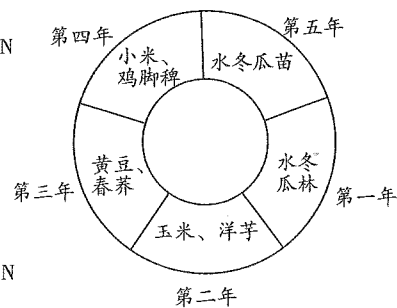 N
第四年
第五年
小米、
鸡脚稗
水冬瓜苗
黄豆、
春荞
水冬
瓜林
第三年
第一年
玉米、洋芋
N
第二年